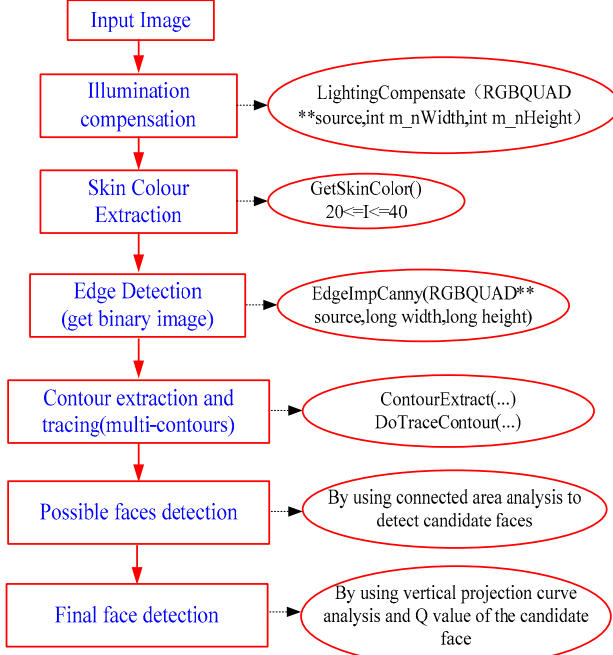 Input Image
Illumination
compensation
LightingCompensate（RGBQUAD
**source,int m_nWidth,int m_nHeight）
Skin Colour
Extraction
GetSkinColor()
20<=I<=40
Edge Detection
(get binary image)
EdgeImpCanny(RGBQUAD**
source,long width,long height)
Contour extraction and
tracing(multi-contours)
ContourExtract(...)
DoTraceContour(...)
Possible faces detection
By using connected area analysis to
detect candidate faces
Final face detection
By using vertical projection curve
analysis and Q value of the candidate
face